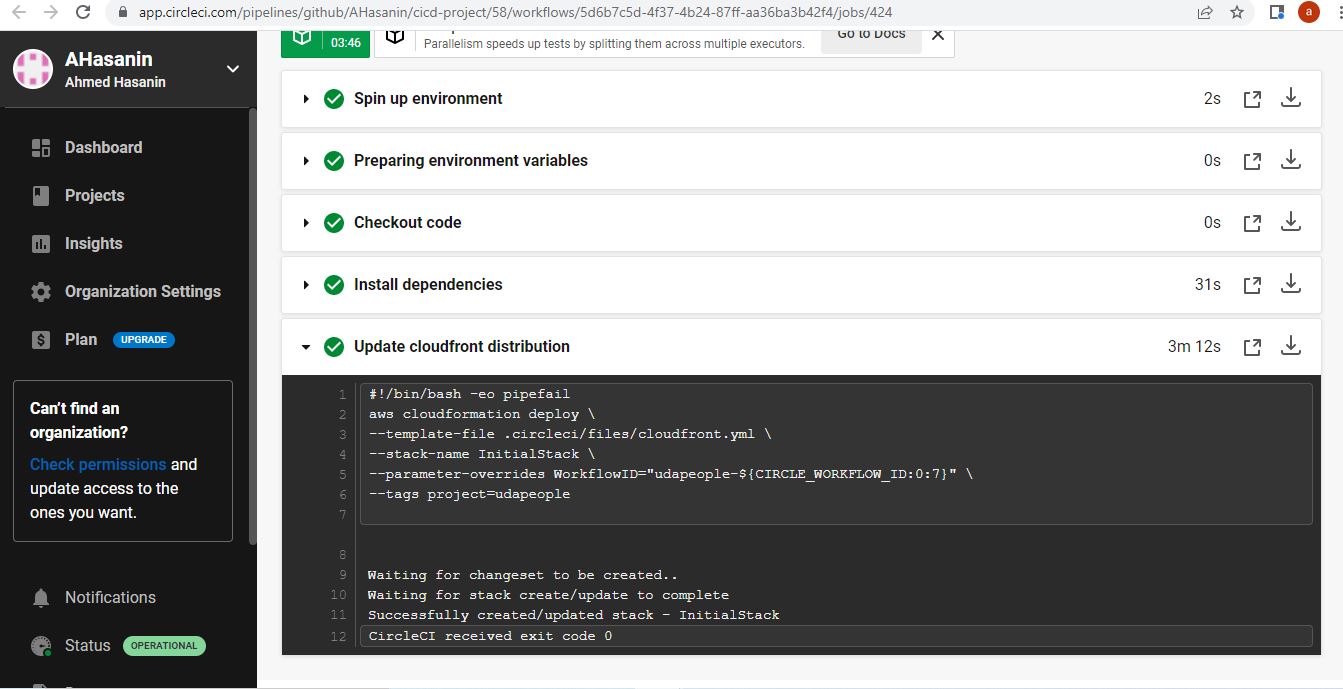 app.circleci.com/pipelines/github/AHasanin/cicd-project/58/workflows/5d6b7c5d-4f37-4b24-87ff-aa36ba3b42f4/jobs/424
a
AHasanin
Ahmed Hasanin
Dashboard
Projects
Insights
Organization Settings
Plan UPGRADE
Can't find an
organization?
Check permissions and
update access to the
ones you want.
Notifications
Status OPERATIONAL
03:46
Parallelism speeds up tests by splitting them across multiple executors.
Go to Docs
Spin up environment 2s
Preparing environment variables 0s
Checkout code 0s
Install dependencies 31s
Update cloudfront distribution 3m 12s
1 #!/bin/bash -eo pipefail
2 aws cloudformation deploy \
3 --template-file .circleci/files/cloudfront.yml \
4 --stack-name InitialStack \
5 --parameter-overrides WorkflowID="udapeople-${CIRCLE_WORKFLOW_ID:0:7}" \
6 --tags project=udapeople
7
8
9 Waiting for changeset to be created..
10 Waiting for stack create/update to complete
11 Successfully created/updated stack - InitialStack
12 CircleCI received exit code 0